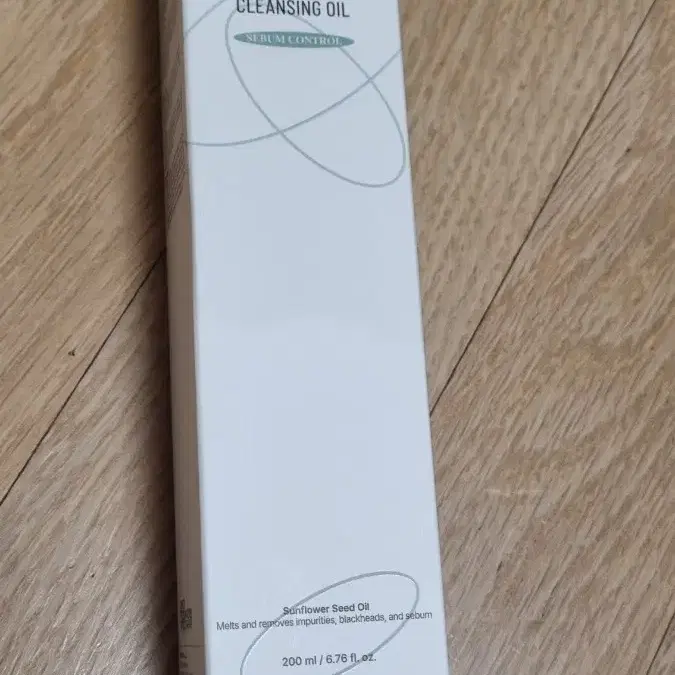 CLEANSING OIL
SEBUM CONTROL
Sunflower Seed Oil
Melts and removes impurities, blackheads, and sebum
200 ml / 6.76 fl. oz.